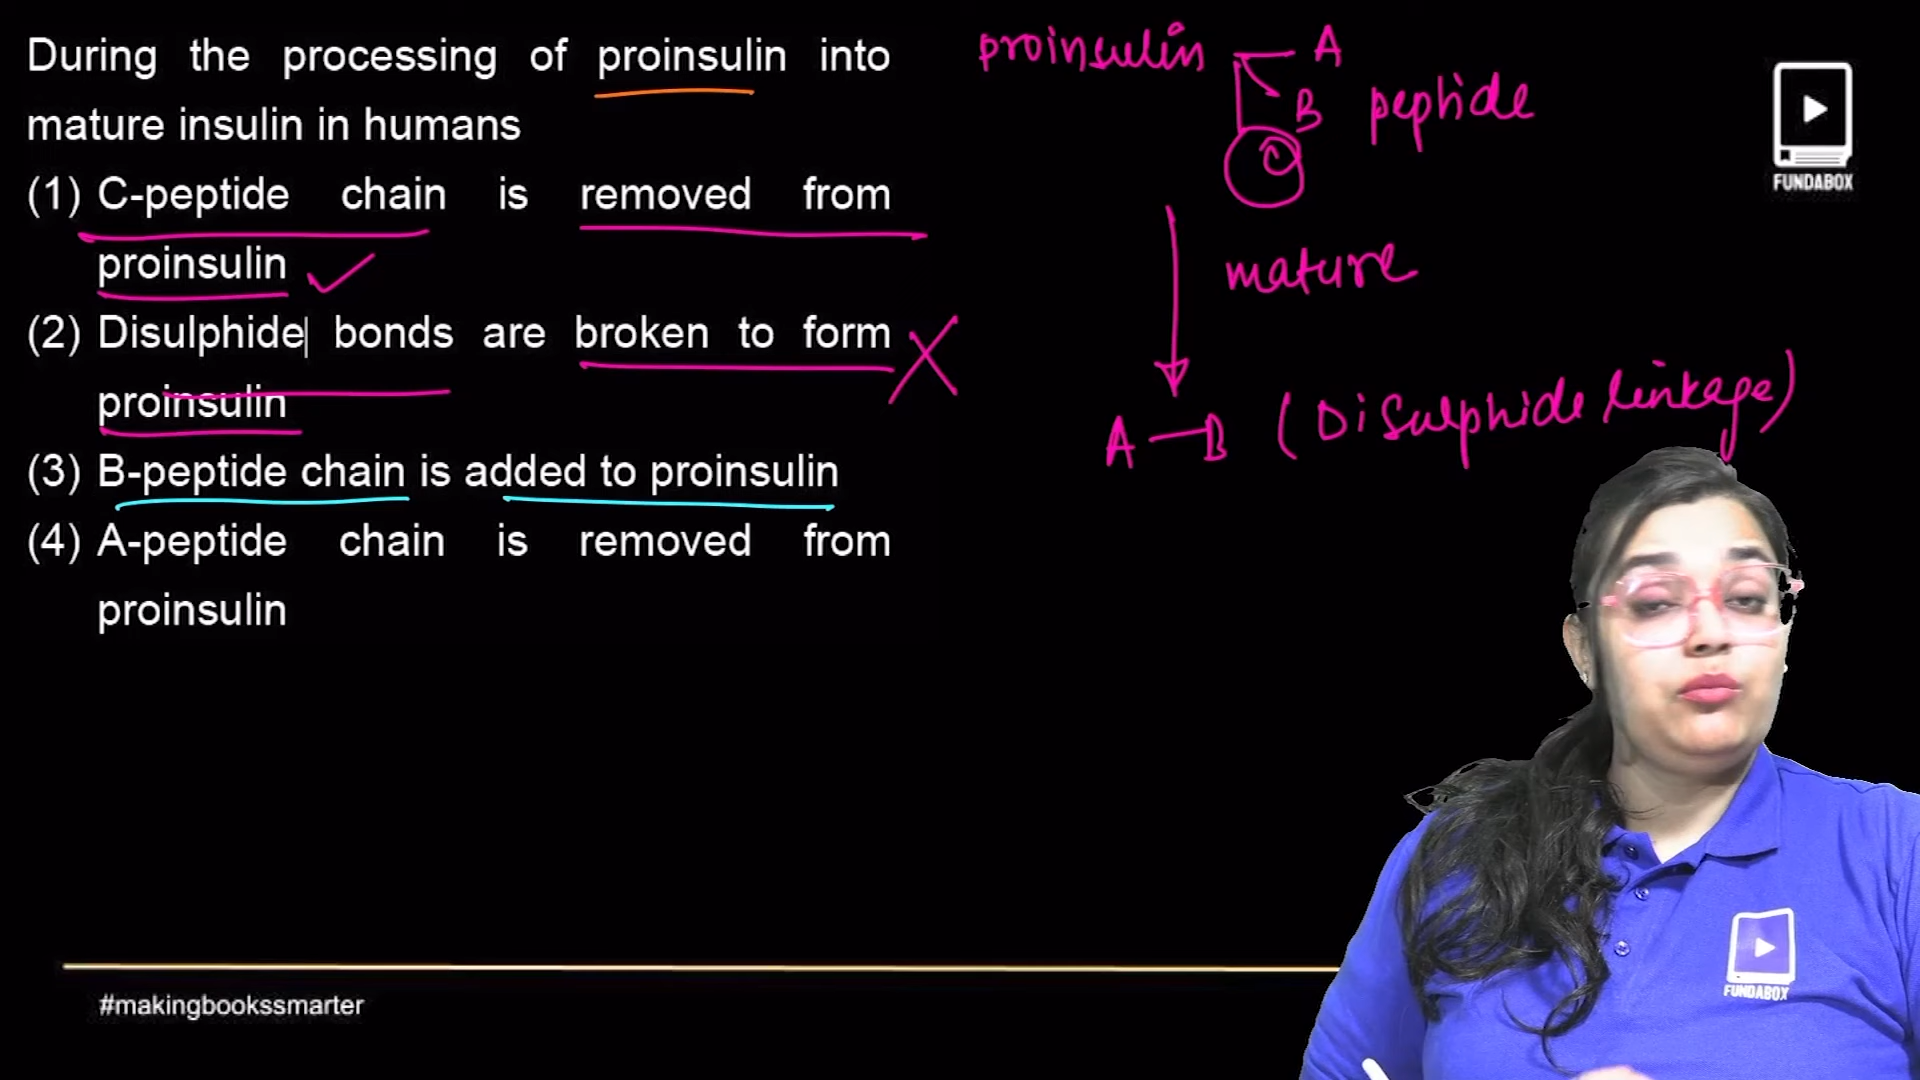 During the processing of proinsulin into
mature insulin in humans
(1) C-peptide chain is removed from
proinsulin
(2) Disulphide bonds are broken to form
proinsulin
(3) B-peptide chain is added to proinsulin
(4) A-peptide chain is removed from
proinsulin
proinsulin A
B peptide
C
mature
A — B (Disulphide linkage)
FUNDABOX
FUNDABOX
#makingbookssmarter